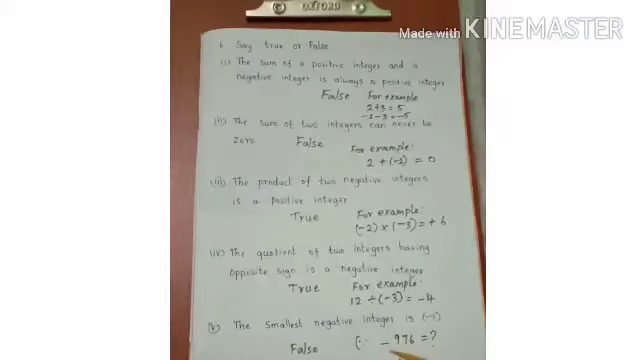 OXFORD
Made with KINEMASTER
6 Say true or false
(i) The sum of a positive integer and a
negative integer is always a positive integer
False For example
2+3=5
-2-3=-5
(ii) The sum of two integers can never be
zero False For example:
2+(-2)=0
(iii) The product of two negative integers
is a positive integer
True For example:
(-2)×(-3)=+6
(iv) The quotient of two integers having
opposite sign is a negative integer
True For example:
12÷(-3)=-4
(v) The smallest negative integer is (-1)
False (∵ -976=?